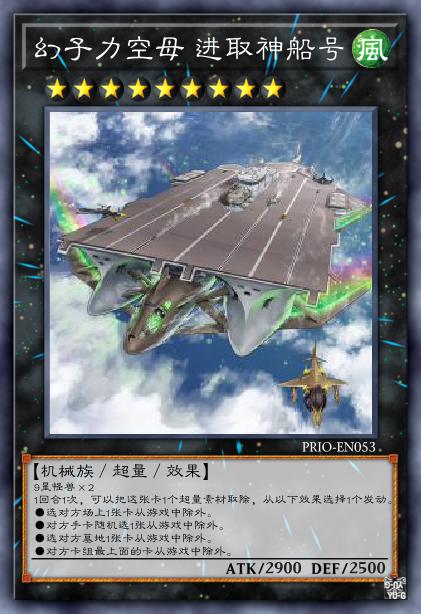 幻子力空母 进取神船号 風
PRIO-EN053
【机械族／超量／效果】
9星怪兽×2
1回合1次，可以把这张卡1个超量素材取除，从以下效果选择1个发动。
●选对方场上1张卡从游戏中除外。
●对方手卡随机选1张卡从游戏中除外。
●选对方墓地1张卡从游戏中除外。
●对方卡组最上面的卡从游戏中除外。
ATK/2900 DEF/2500